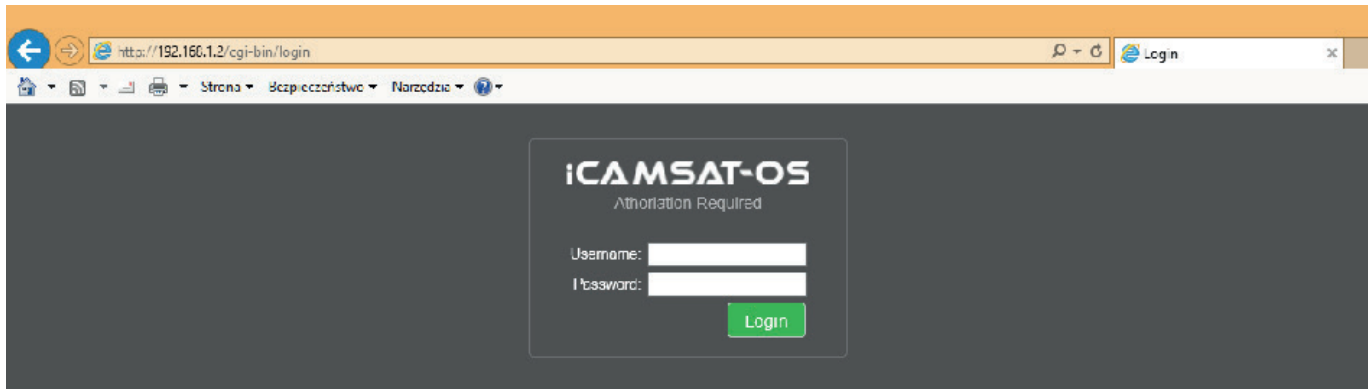 http://192.168.1.2/cgi-bin/login
Login
Strona Bezpieczeństwo Narzędzia
iCAMSAT-OS
Athoriation Required
Username:
Password:
Login